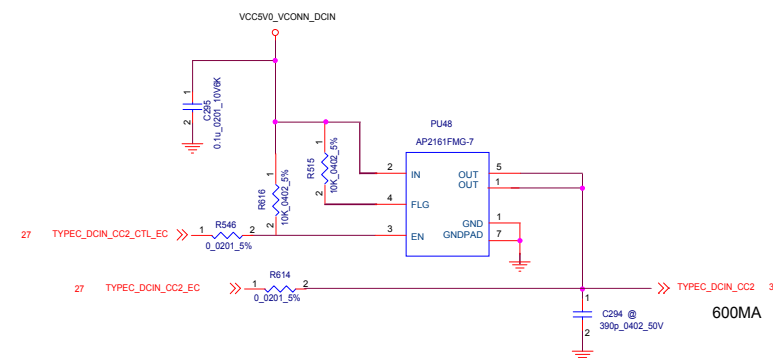 VCC5V0_VCONN_DCIN
1
2
C295
0.1u_0201_10V6K
PU48
AP2161FMG-7
1
2
R515
10K_0402_5%
1
2
R616
10K_0402_5%
2
IN
4
FLG
3
EN
OUT
5
OUT
1
GND
1
GNDPAD
7
27
TYPEC_DCIN_CC2_CTL_EC
1
R546
2
0_0201_5%
27
TYPEC_DCIN_CC2_EC
1
R614
2
0_0201_5%
TYPEC_DCIN_CC2
3
1
C294 @
390p_0402_50V
2
600MA